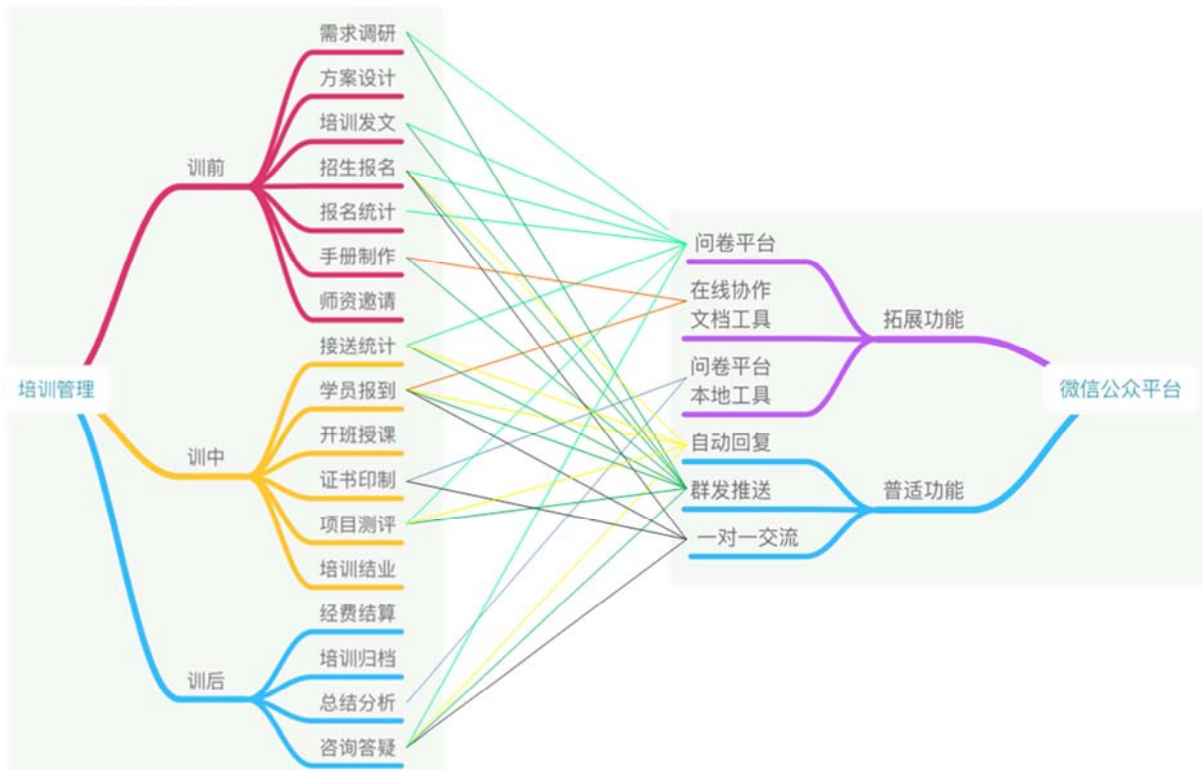 培训管理
训前
需求调研
方案设计
培训发文
招生报名
报名统计
手册制作
师资邀请
训中
接送统计
学员报到
开班授课
证书印制
项目测评
培训结业
训后
经费结算
培训归档
总结分析
咨询答疑
问卷平台
在线协作
文档工具
问卷平台
本地工具
拓展功能
自动回复
群发推送
一对一交流
普适功能
微信公众平台